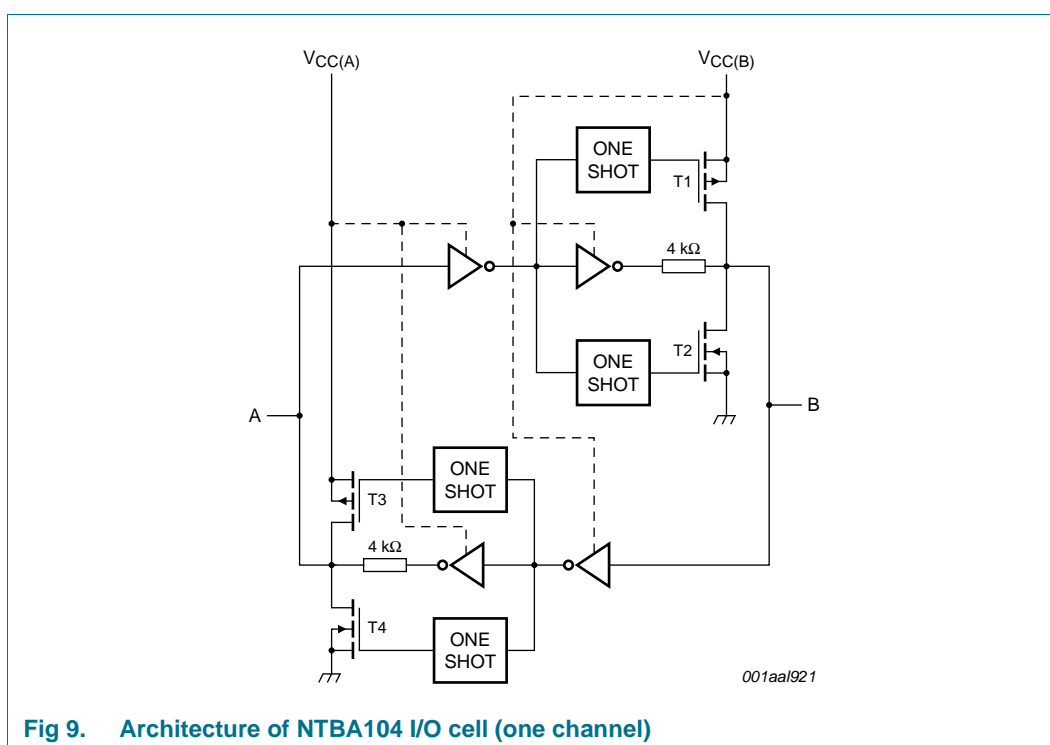 VCC(A)
VCC(B)
ONE
SHOT
T1
4 kΩ
ONE
SHOT
T2
A
B
ONE
SHOT
T3
4 kΩ
T4
ONE
SHOT
001aal921
Fig 9. Architecture of NTBA104 I/O cell (one channel)